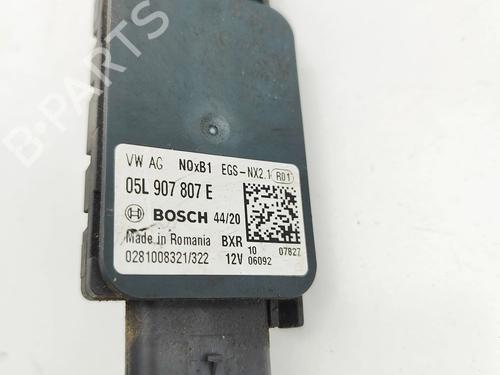 VW AG NOxB1 EGS-NX2.1 R01
05L 907 807 E
BOSCH 44/20
Made in Romania BXR 10 07827
0281008321/322 12V 06092
B-PARTS